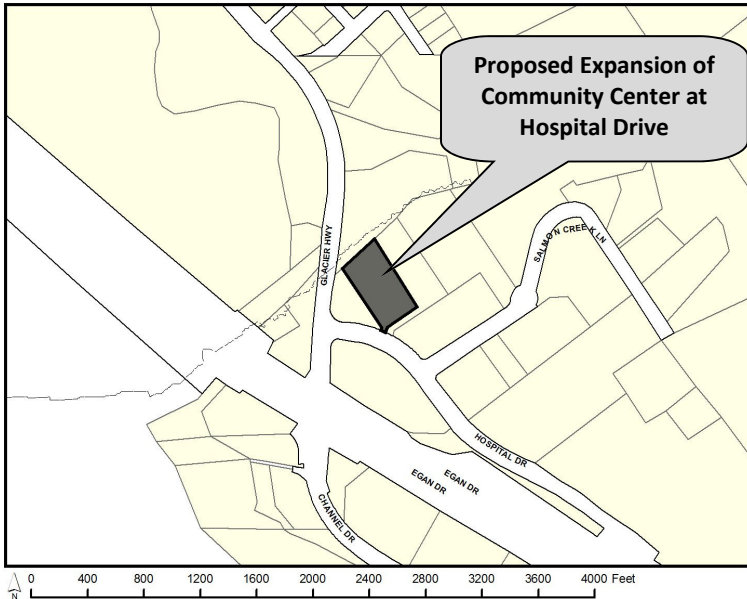 Proposed Expansion of
Community Center at
Hospital Drive
GLACIER HWY
SALMON CREEK LN
HOSPITAL DR
EGAN DR
EGAN DR
CHANNEL DR
N
0 400 800 1200 1600 2000 2400 2800 3200 3600 4000 Feet